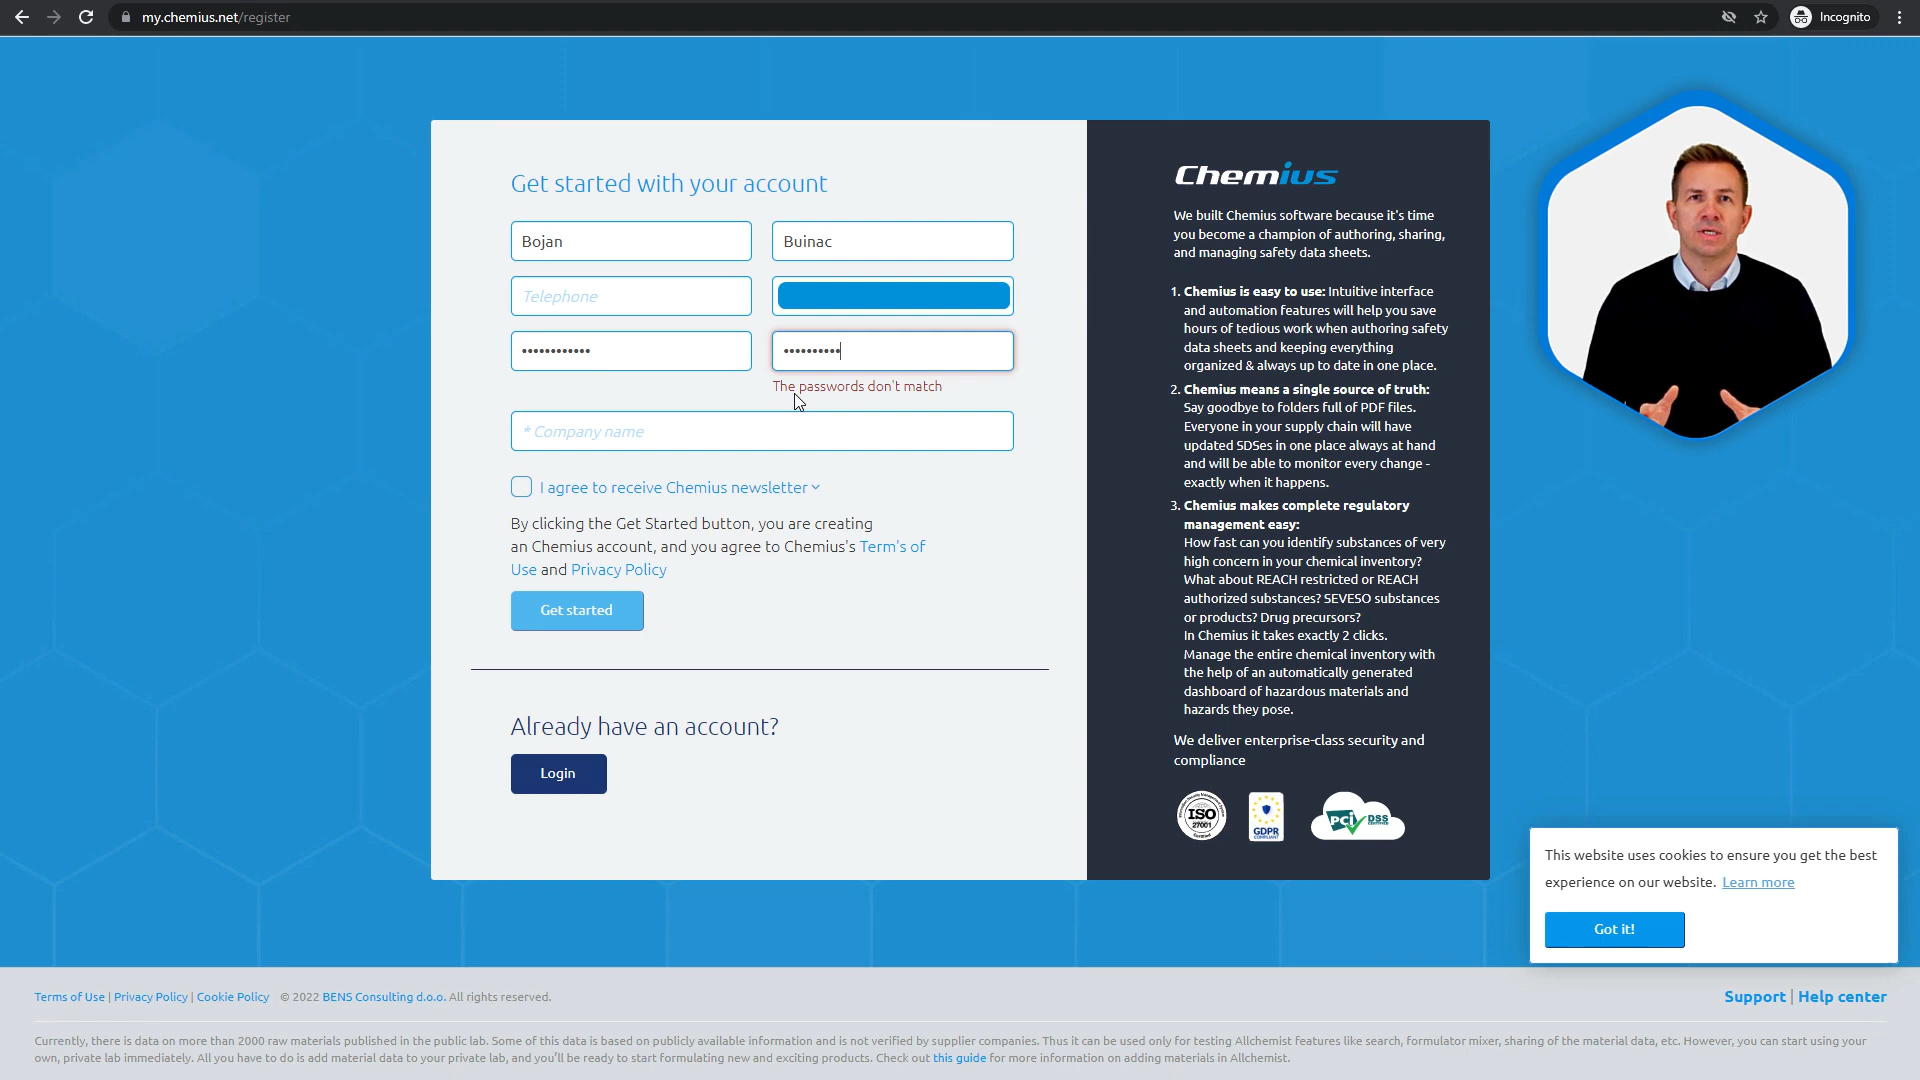 my.chemius.net/register
Incognito
Get started with your account
Bojan
Buinac
Telephone
••••••••••••
••••••••••
The passwords don't match
* Company name
I agree to receive Chemius newsletter
By clicking the Get Started button, you are creating
an Chemius account, and you agree to Chemius's Term's of
Use and Privacy Policy
Get started
Already have an account?
Login
Chemius
We built Chemius software because it's time
you become a champion of authoring, sharing,
and managing safety data sheets.
1. Chemius is easy to use: Intuitive interface
and automation features will help you save
hours of tedious work when authoring safety
data sheets and keeping everything
organized & always up to date in one place.
2. Chemius means a single source of truth:
Say goodbye to folders full of PDF files.
Everyone in your supply chain will have
updated SDSes in one place always at hand
and will be able to monitor every change -
exactly when it happens.
3. Chemius makes complete regulatory
management easy:
How fast can you identify substances of very
high concern in your chemical inventory?
What about REACH restricted or REACH
authorized substances? SEVESO substances
or products? Drug precursors?
In Chemius it takes exactly 2 clicks.
Manage the entire chemical inventory with
the help of an automatically generated
dashboard of hazardous materials and
hazards they pose.
We deliver enterprise-class security and
compliance
ISO
27001
GDPR
COMPLIANT
PCI DSS
CERTIFIED
This website uses cookies to ensure you get the best
experience on our website. Learn more
Got it!
Terms of Use | Privacy Policy | Cookie Policy © 2022 BENS Consulting d.o.o. All rights reserved.
Support | Help center
Currently, there is data on more than 2000 raw materials published in the public lab. Some of this data is based on publicly available information and is not verified by supplier companies. Thus it can be used only for testing Allchemist features like search, formulator mixer, sharing of the material data, etc. However, you can start using your
own, private lab immediately. All you have to do is add material data to your private lab, and you'll be ready to start formulating new and exciting products. Check out this guide for more information on adding materials in Allchemist.